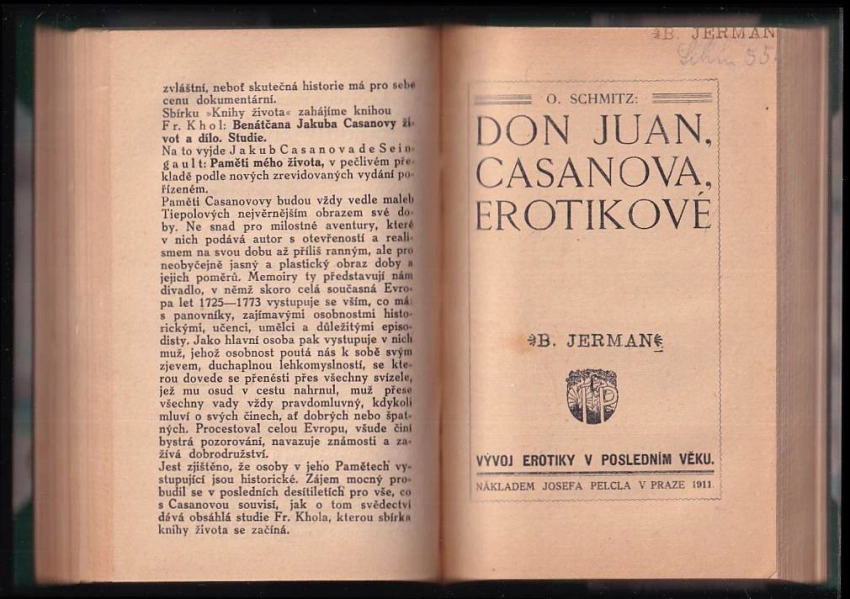 zvláštní, neboť skutečná historie má pro sebe
cenu dokumentární.
Sbírku »Knihy života« zahájíme knihou
Fr. Khol: Benátčana Jakuba Casanovy ži-
vot a dílo. Studie.
Na to vyjde Jakub Casanova de Sein-
gault: Paměti mého života, v pečlivém pře-
kladě podle nových zrevidovaných vydání po-
řízeném.
Paměti Casanovovy budou vždy vedle maleb
Tiepolových nejvěrnějším obrazem své do-
by. Ne snad pro milostné aventury, které
v nich podává autor s otevřeností a reali-
smem na svou dobu až příliš ranným, ale pro
neobyčejně jasný a plastický obraz doby a
jejich poměrů. Memoiry ty představují nám
divadlo, v němž skoro celá současná Evro-
pa let 1725—1773 vystupuje se vším, co má:
s panovníky, zajímavými osobnostmi histo-
rickými, učenci, umělci a důležitými episo-
disty. Jako hlavní osoba pak vystupuje v nich
muž, jehož osobnost poutá nás k sobě svým
zjevem, duchaplnou lehkomyslností, se kte-
rou dovede se přenésti přes všechny svízele,
jež mu osud v cestu nahrnul, muž přese
všechny vady vždy pravdomluvný, kdykoli
mluví o svých činech, ať dobrých nebo špat-
ných. Procestoval celou Evropu, všude činí
bystrá pozorování, navazuje známosti a za-
žívá dobrodružství.
Jest zjištěno, že osoby v jeho Pamětech vy-
stupující jsou historické. Zájem mocný pro-
budil se v posledních desítiletích pro vše, co
s Casanovou souvisí, jak o tom svědectví
dává obsáhlá studie Fr. Khola, kterou sbírka
knihy života se začíná.
B. JERMAN
55.
O. SCHMITZ:
DON JUAN,
CASANOVA,
EROTIKOVÉ
B. JERMAN
VÝVOJ EROTIKY V POSLEDNÍM VĚKU.
NÁKLADEM JOSEFA PELCLA V PRAZE 1911.